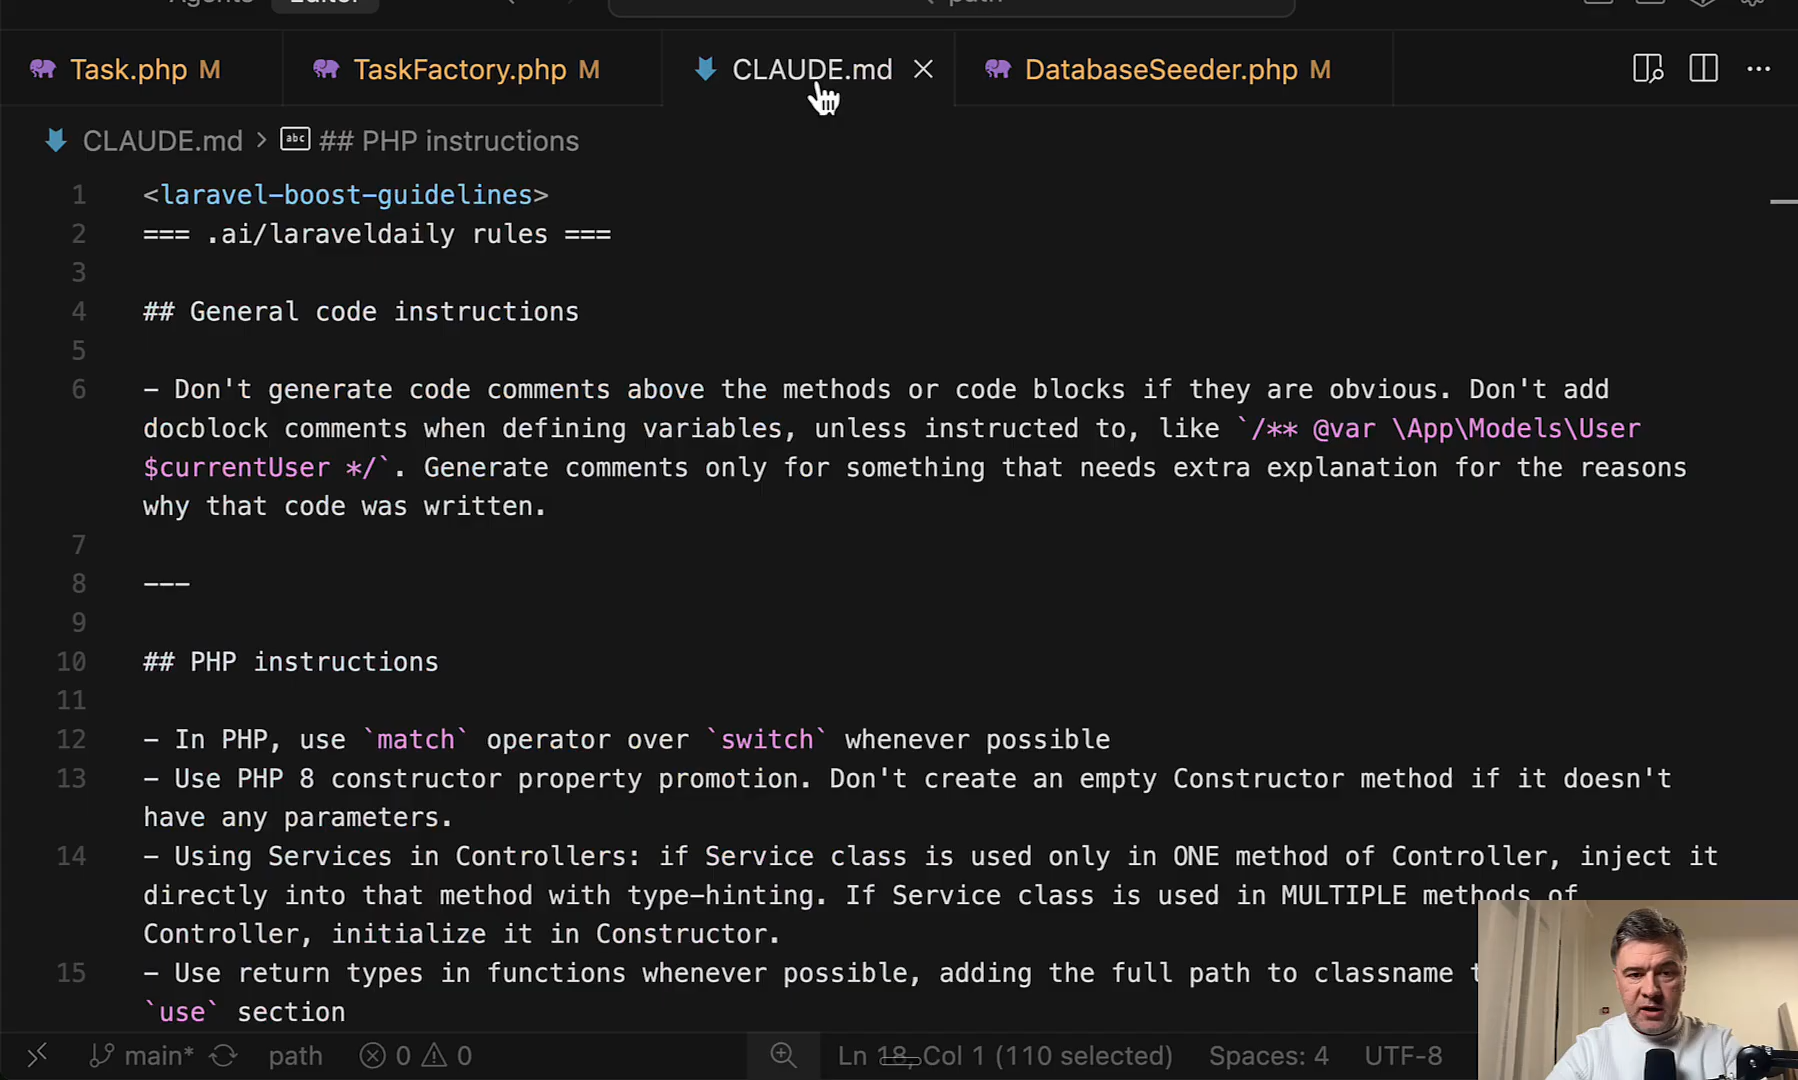 Agents Editor path
Task.php M TaskFactory.php M CLAUDE.md DatabaseSeeder.php M
CLAUDE.md > ## PHP instructions
1 <laravel-boost-guidelines>
2 === .ai/laraveldaily rules ===
3
4 ## General code instructions
5
6 - Don't generate code comments above the methods or code blocks if they are obvious. Don't add
docblock comments when defining variables, unless instructed to, like `/** @var \App\Models\User
$currentUser */`. Generate comments only for something that needs extra explanation for the reasons
why that code was written.
7
8 ---
9
10 ## PHP instructions
11
12 - In PHP, use `match` operator over `switch` whenever possible
13 - Use PHP 8 constructor property promotion. Don't create an empty Constructor method if it doesn't
have any parameters.
14 - Using Services in Controllers: if Service class is used only in ONE method of Controller, inject it
directly into that method with type-hinting. If Service class is used in MULTIPLE methods of
Controller, initialize it in Constructor.
15 - Use return types in functions whenever possible, adding the full path to classname
`use` section
main* path 0 0 Ln 18, Col 1 (110 selected) Spaces: 4 UTF-8